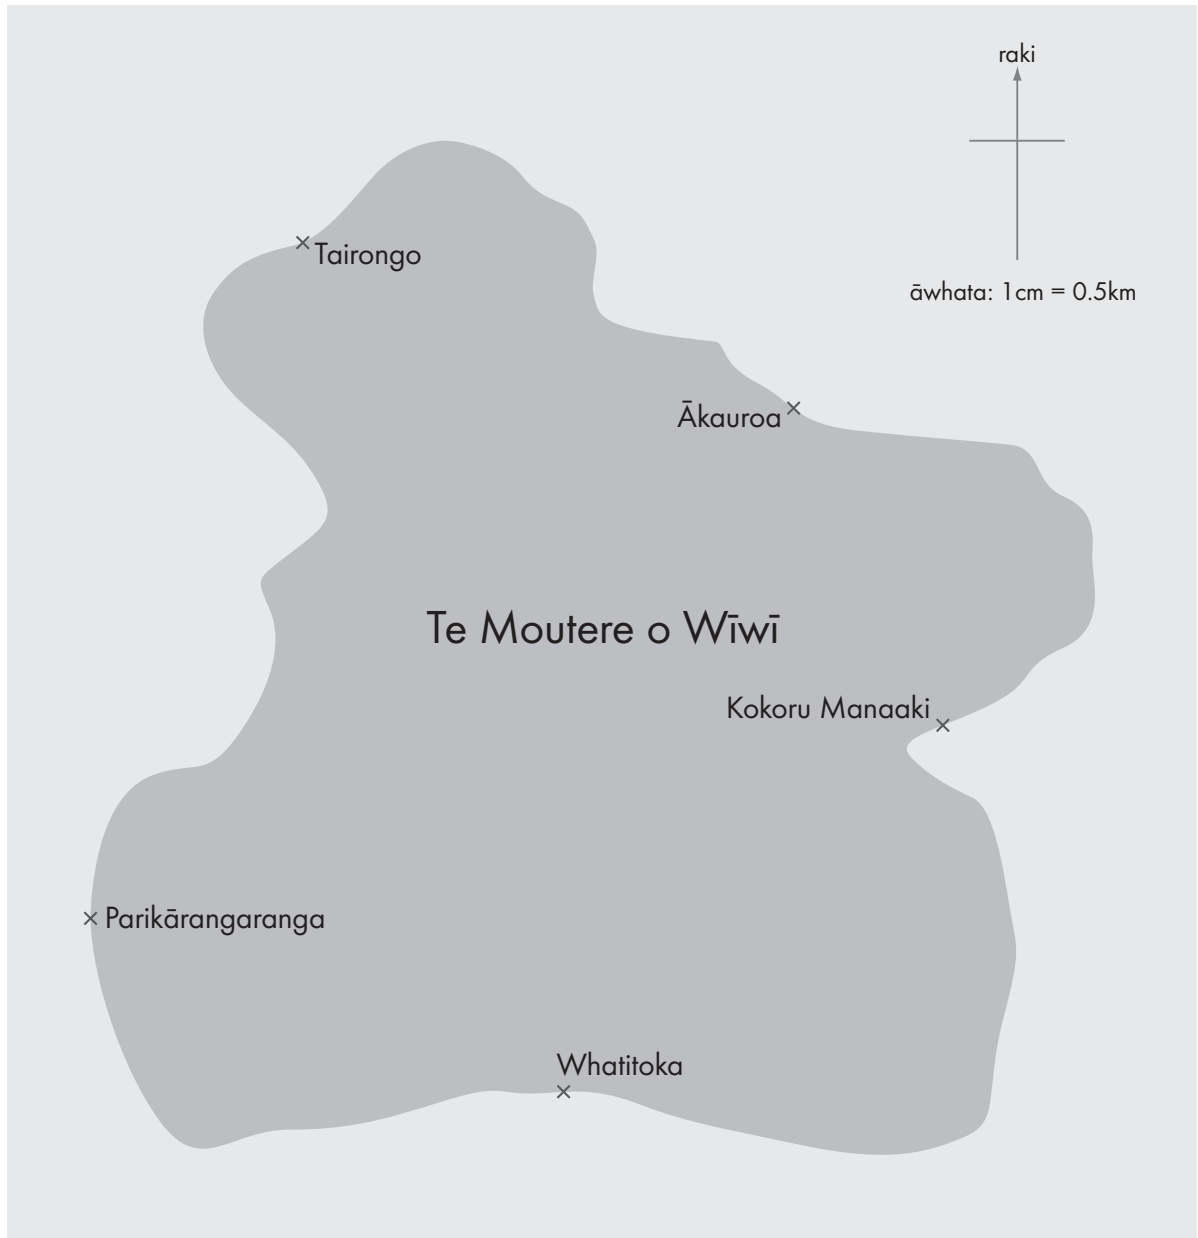 raki
Tairongo
āwhata: 1cm = 0.5km
Ākauroa
Te Moutere o Wīwī
Kokoru Manaaki
Parikārangaranga
Whatitoka